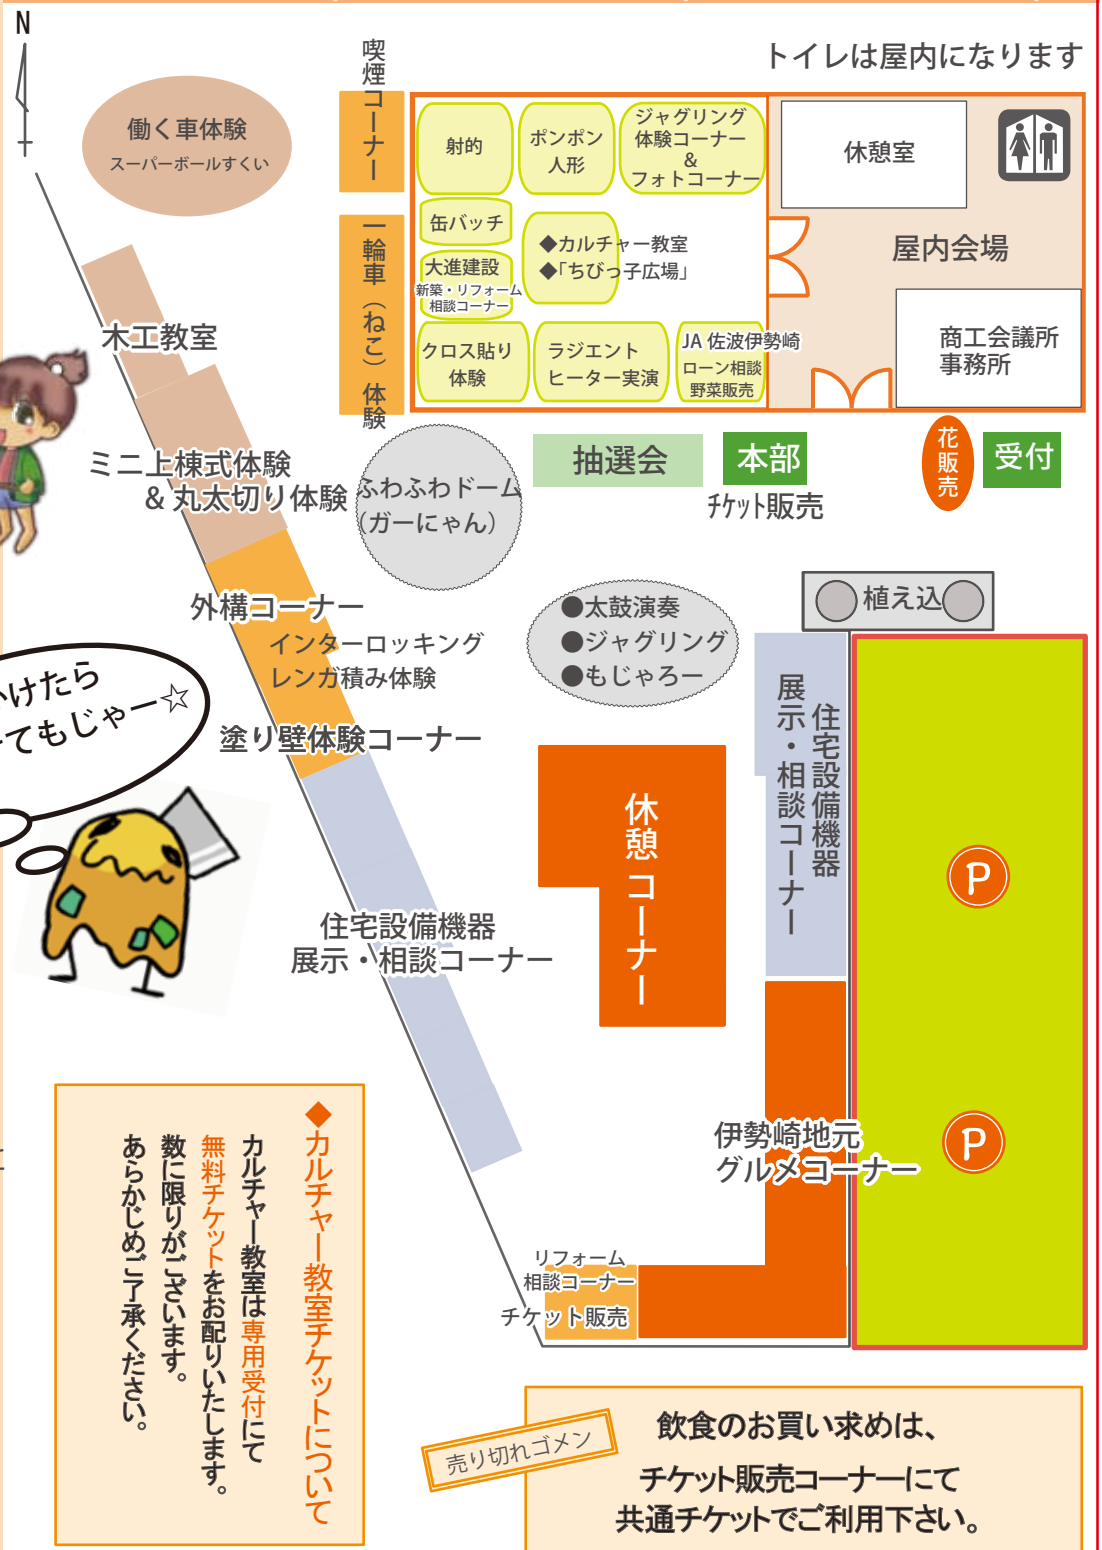 N
トイレは屋内になります
喫煙コーナー
働く車体験
スーパーボールすくい
射的
ポンポン
人形
ジャグリング
体験コーナー
&
フォトコーナー
休憩室
缶バッチ
◆カルチャー教室
◆「ちびっ子広場」
大進建設
新築・リフォーム
相談コーナー
一輪車（ねこ）体験
屋内会場
木工教室
クロス貼り
体験
ラジエント
ヒーター実演
JA 佐波伊勢崎
ローン相談
野菜販売
商工会議所
事務所
ミニ上棟式体験
& 丸太切り体験
ふわふわドーム
(ガーにゃん)
抽選会
本部
チケット販売
花販売
受付
外構コーナー
インターロッキング
レンガ積み体験
●太鼓演奏
●ジャグリング
●もじゃろー
植え込
かけたら
てもじゃー☆
塗り壁体験コーナー
住宅設備機器
展示・相談コーナー
休憩コーナー
P
住宅設備機器
展示・相談コーナー
伊勢崎地元
グルメコーナー
P
リフォーム
相談コーナー
チケット販売
◆カルチャー教室チケットについて
カルチャー教室は専用受付にて
無料チケットをお配りいたします。
数に限りがございます。
あらかじめご了承ください。
売り切れゴメン
飲食のお買い求めは、
チケット販売コーナーにて
共通チケットでご利用下さい。